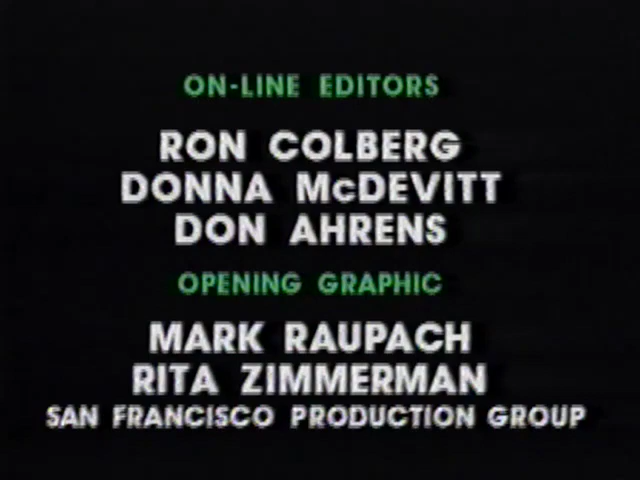 ON-LINE EDITORS
RON COLBERG
DONNA McDEVITT
DON AHRENS
OPENING GRAPHIC
MARK RAUPACH
RITA ZIMMERMAN
SAN FRANCISCO PRODUCTION GROUP